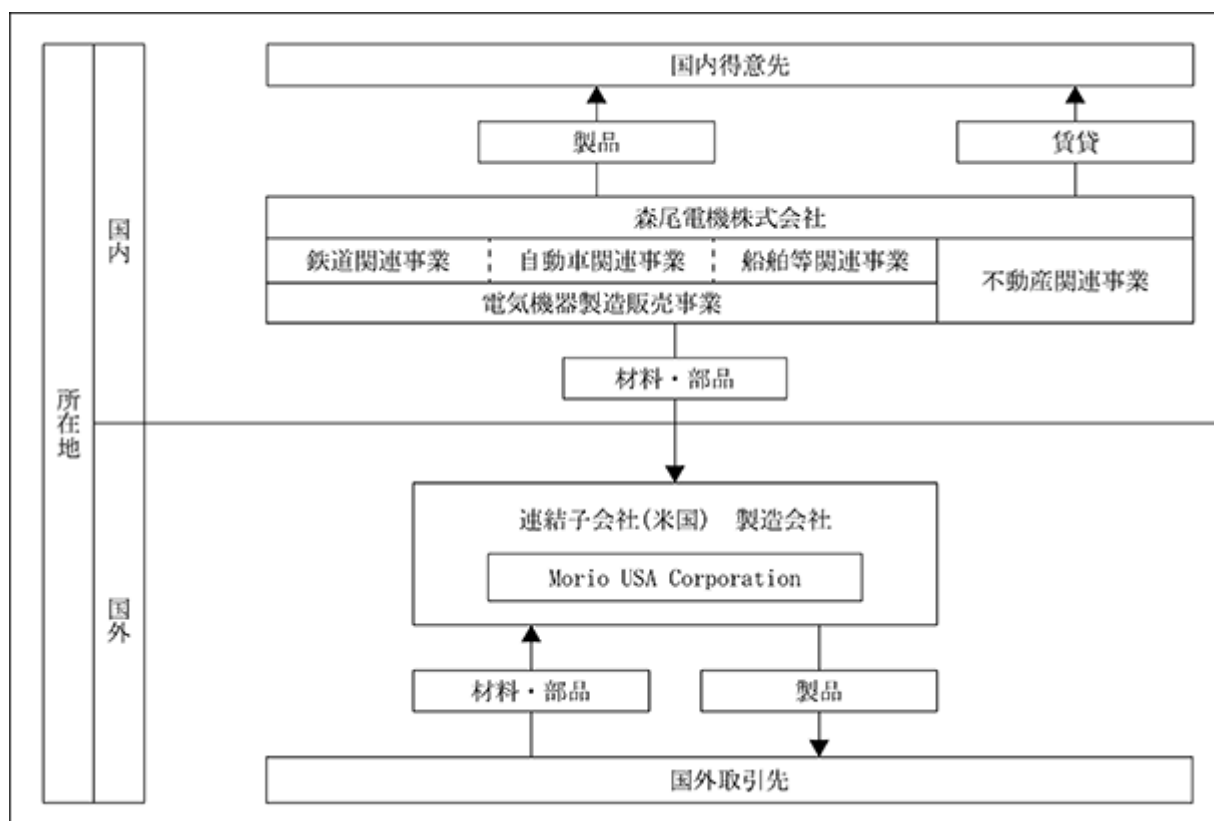 国内得意先
製品
賃貸
森尾電機株式会社
鉄道関連事業
自動車関連事業
船舶等関連事業
不動産関連事業
電気機器製造販売事業
材料・部品
所在地
国内
国外
連結子会社(米国) 製造会社
Morio USA Corporation
材料・部品
製品
国外取引先